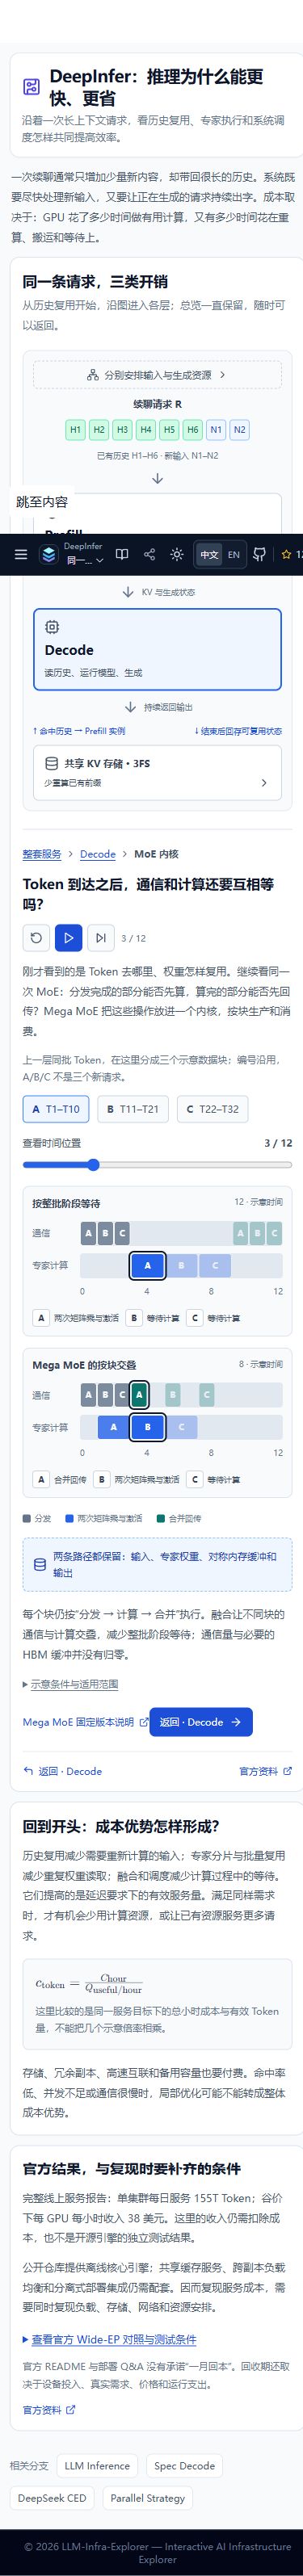 DeepInfer：推理为什么能更
快、更省
沿着一次长上下文请求，看历史复用、专家执行和系统调
度怎样共同提高效率。
一次续聊通常只增加少量新内容，却带回很长的历史。系统既
要尽快处理新输入，又要让正在生成的请求持续出字。成本取
决于：GPU 花了多少时间做有用计算，又有多少时间花在重
算、搬运和等待上。
同一条请求，三类开销
从历史复用开始，沿图进入各层；总览一直保留，随时可
以返回。
分别安排输入与生成资源
续聊请求 R
H1 H2 H3 H4 H5 H6 N1 N2
已有历史 H1–H6 · 新输入 N1–N2
跳至内容
DeepInfer
同一...
中文 EN
KV 与生成状态
Decode
读历史、运行模型、生成
持续返回输出
↑ 命中历史 → Prefill 实例
↓ 结束后回存可复用状态
共享 KV 存储 · 3FS
少重算已有前缀
整套服务 Decode MoE 内核
Token 到达之后，通信和计算还要互相等
吗？
3 / 12
刚才看到的是 Token 去哪里、权重怎样复用。继续看同一
次 MoE：分发完成的部分能否先算，算完的部分能否先回
传？Mega MoE 把这些操作放进一个内核，按块生产和消
费。
上一层同批 Token，在这里分成三个示意数据块：编号沿用，
A/B/C 不是三个新请求。
A T1–T10 B T11–T21 C T22–T32
查看时间位置 3 / 12
按整批阶段等待 12 · 示意时间
通信 A B C A B C
专家计算 A B C
0 4 8 12
A 两次矩阵乘与激活 B 等待计算 C 等待计算
Mega MoE 的按块交叠 8 · 示意时间
通信 A B C A B C
专家计算 A B C
0 4 8 12
A 合并回传 B 两次矩阵乘与激活 C 等待计算
分发 两次矩阵乘与激活 合并回传
两条路径都保留：输入、专家权重、对称内存缓冲和
输出
每个块仍按“分发 → 计算 → 合并”执行。融合让不同块的
通信与计算交叠，减少整批阶段等待；通信量与必要的
HBM 缓冲并没有归零。
示意条件与适用范围
Mega MoE 固定版本说明
返回 · Decode
返回 · Decode
官方资料
回到开头：成本优势怎样形成？
历史复用减少需要重新计算的输入；专家分片与批量复用
减少重复权重读取；融合和调度减少计算过程中的等待。
它们提高的是延迟要求下的有效服务量。满足同样需求
时，才有机会少用计算资源，或让已有资源服务更多请
求。
c_token = C_hour / Q_useful/hour
这里比较的是同一服务目标下的总小时成本与有效 Token
量，不能把几个示意倍率相乘。
存储、冗余副本、高速互联和备用容量也要付费。命中率
低、并发不足或通信很慢时，局部优化可能不能转成整体
成本优势。
官方结果，与复现时要补齐的条件
完整线上服务报告：单集群每日服务 155T Token；谷价
下每 GPU 每小时收入 38 美元。这里的收入仍需扣除成
本，也不是开源引擎的独立测试结果。
公开仓库提供离线核心引擎；共享缓存服务、跨副本负载
均衡和分离式部署集成仍需配套。因而复现服务成本，需
要同时复现负载、存储、网络和资源安排。
查看官方 Wide-EP 对照与测试条件
官方 README 与部署 Q&A 没有承诺“一月回本”。回收期还取
决于设备投入、真实需求、价格和运行支出。
官方资料
相关分支 LLM Inference Spec Decode
DeepSeek CED Parallel Strategy
© 2026 LLM-Infra-Explorer — Interactive AI Infrastructure
Explorer